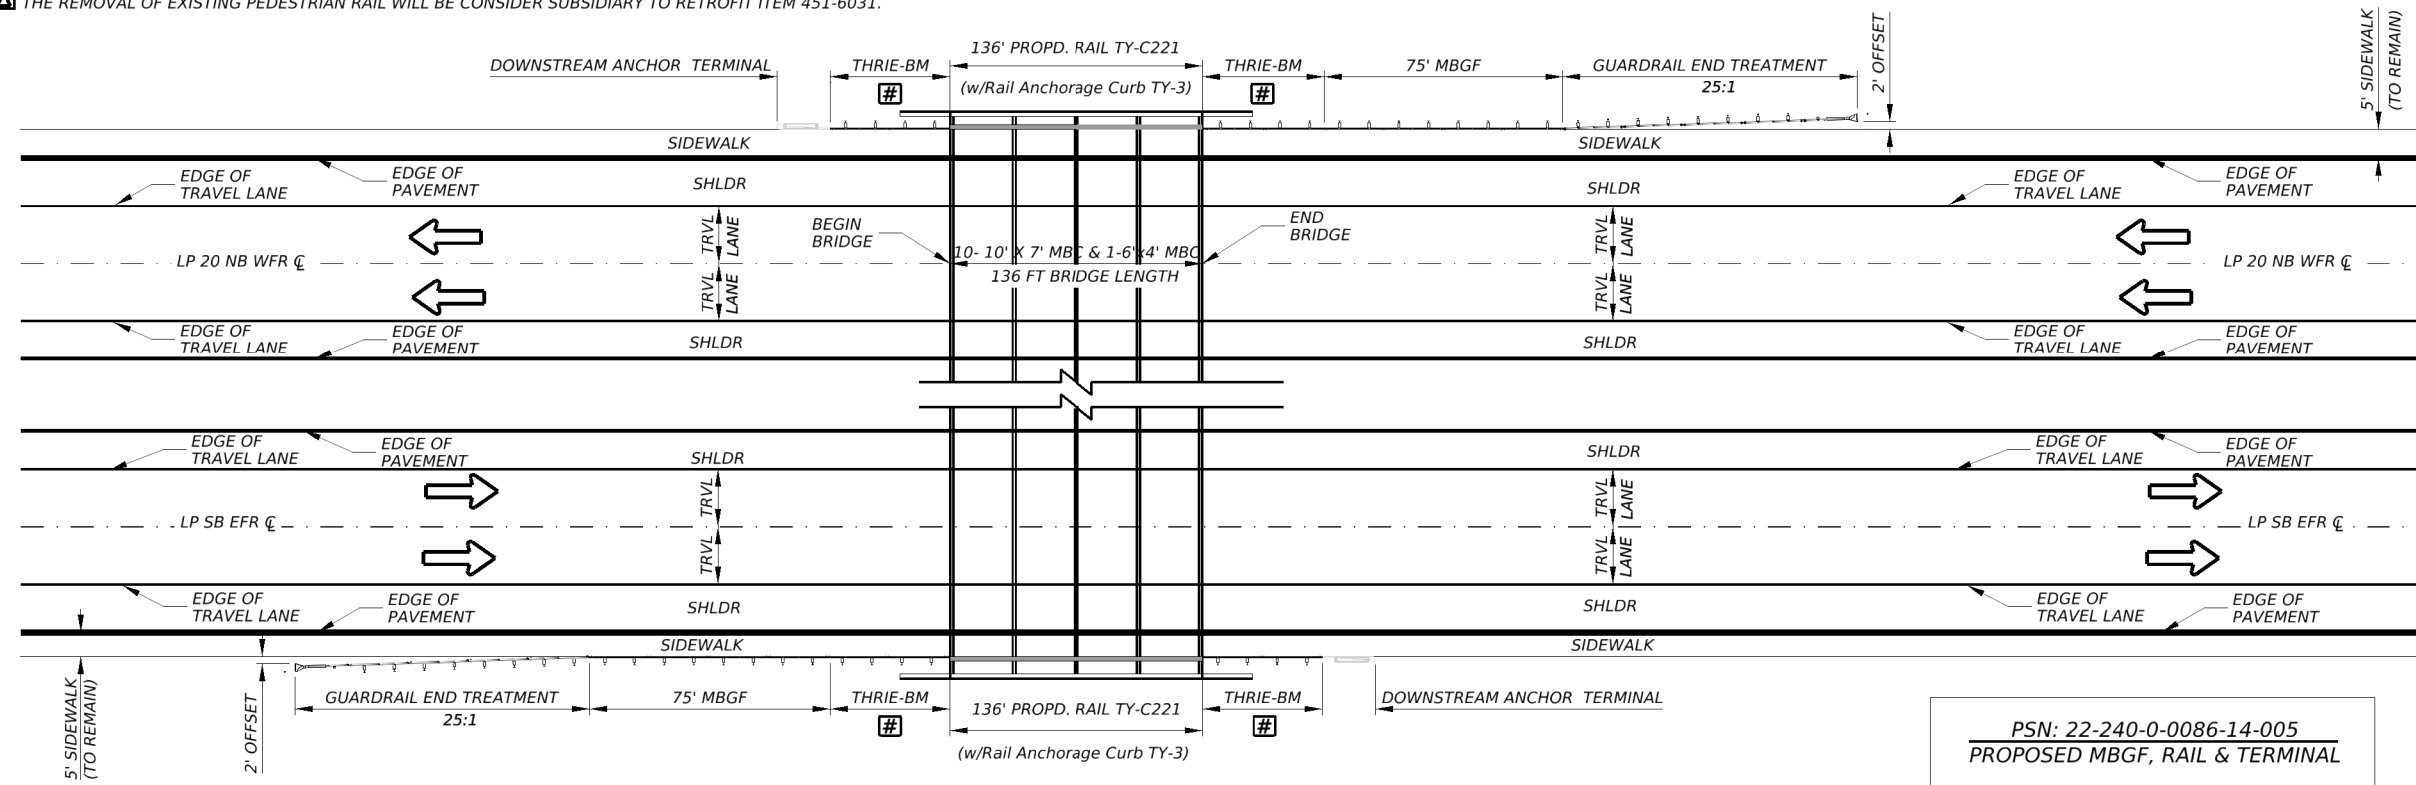 THE REMOVAL OF EXISTING PEDESTRIAN RAIL WILL BE CONSIDER SUBSIDIARY TO RETROFIT ITEM 451-6031.
136' PROPD. RAIL TY-C221
(w/Rail Anchorage Curb TY-3)
DOWNSTREAM ANCHOR TERMINAL
THRIE-BM
#
THRIE-BM
#
75' MBGF
GUARDRAIL END TREATMENT
25:1
2' OFFSET
5' SIDEWALK
(TO REMAIN)
SIDEWALK
SIDEWALK
EDGE OF
TRAVEL LANE
EDGE OF
PAVEMENT
SHLDR
SHLDR
EDGE OF
TRAVEL LANE
EDGE OF
PAVEMENT
TRVL
LANE
BEGIN
BRIDGE
END
BRIDGE
TRVL
LANE
10- 10' X 7' MBC & 1-6'x4' MBC
136 FT BRIDGE LENGTH
LP 20 NB WFR ℄
LP 20 NB WFR ℄
TRVL
LANE
TRVL
LANE
EDGE OF
TRAVEL LANE
EDGE OF
PAVEMENT
SHLDR
SHLDR
EDGE OF
TRAVEL LANE
EDGE OF
PAVEMENT
EDGE OF
TRAVEL LANE
EDGE OF
PAVEMENT
SHLDR
SHLDR
EDGE OF
TRAVEL LANE
EDGE OF
PAVEMENT
TRVL
TRVL
LANE
LP SB EFR ℄
LP SB EFR ℄
TRVL
TRVL
LANE
EDGE OF
TRAVEL LANE
EDGE OF
PAVEMENT
SHLDR
SHLDR
EDGE OF
TRAVEL LANE
EDGE OF
PAVEMENT
SIDEWALK
SIDEWALK
5' SIDEWALK
(TO REMAIN)
2' OFFSET
GUARDRAIL END TREATMENT
25:1
75' MBGF
THRIE-BM
#
136' PROPD. RAIL TY-C221
(w/Rail Anchorage Curb TY-3)
THRIE-BM
#
DOWNSTREAM ANCHOR TERMINAL
PSN: 22-240-0-0086-14-005
PROPOSED MBGF, RAIL & TERMINAL